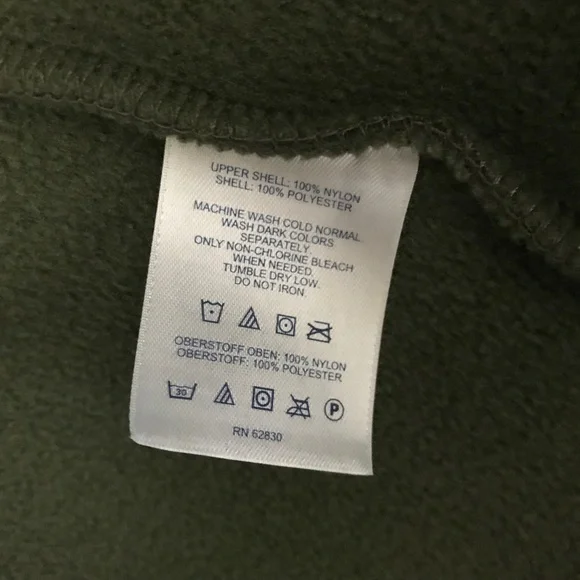 UPPER SHELL: 100% NYLON
SHELL: 100% POLYESTER
MACHINE WASH COLD NORMAL
WASH DARK COLORS
SEPARATELY.
ONLY NON-CHLORINE BLEACH
WHEN NEEDED.
TUMBLE DRY LOW.
DO NOT IRON.
OBERSTOFF OBEN: 100% NYLON
OBERSTOFF: 100% POLYESTER
30
P
RN 62830